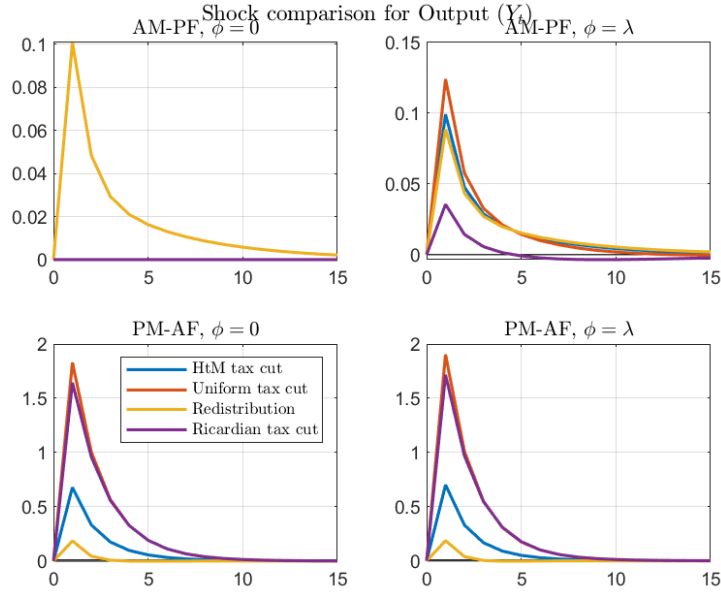 Shock comparison for Output (Y_t)
AM-PF, ϕ = 0
AM-PF, ϕ = λ
0.1
0.08
0.06
0.04
0.02
0
0 5 10 15
0.15
0.1
0.05
0
0 5 10 15
PM-AF, ϕ = 0
PM-AF, ϕ = λ
2
1.5
1
0.5
0
HtM tax cut
Uniform tax cut
Redistribution
Ricardian tax cut
0 5 10 15
2
1.5
1
0.5
0
0 5 10 15